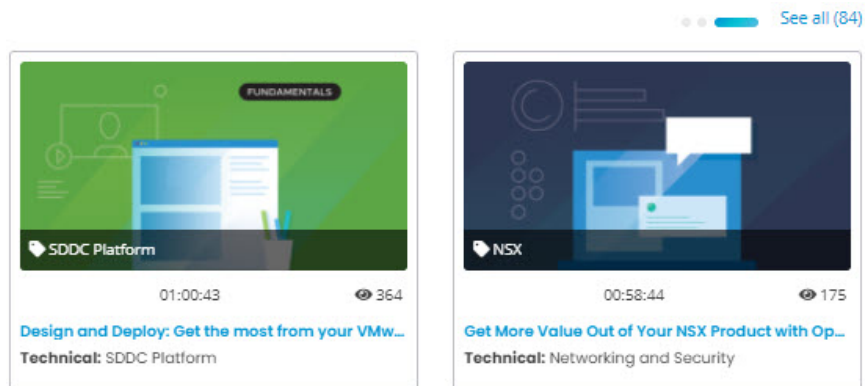 See all (84)
FUNDAMENTALS
SDDC Platform
01:00:43 364
Design and Deploy: Get the most from your VMw...
Technical: SDDC Platform
NSX
00:58:44 175
Get More Value Out of Your NSX Product with Op...
Technical: Networking and Security